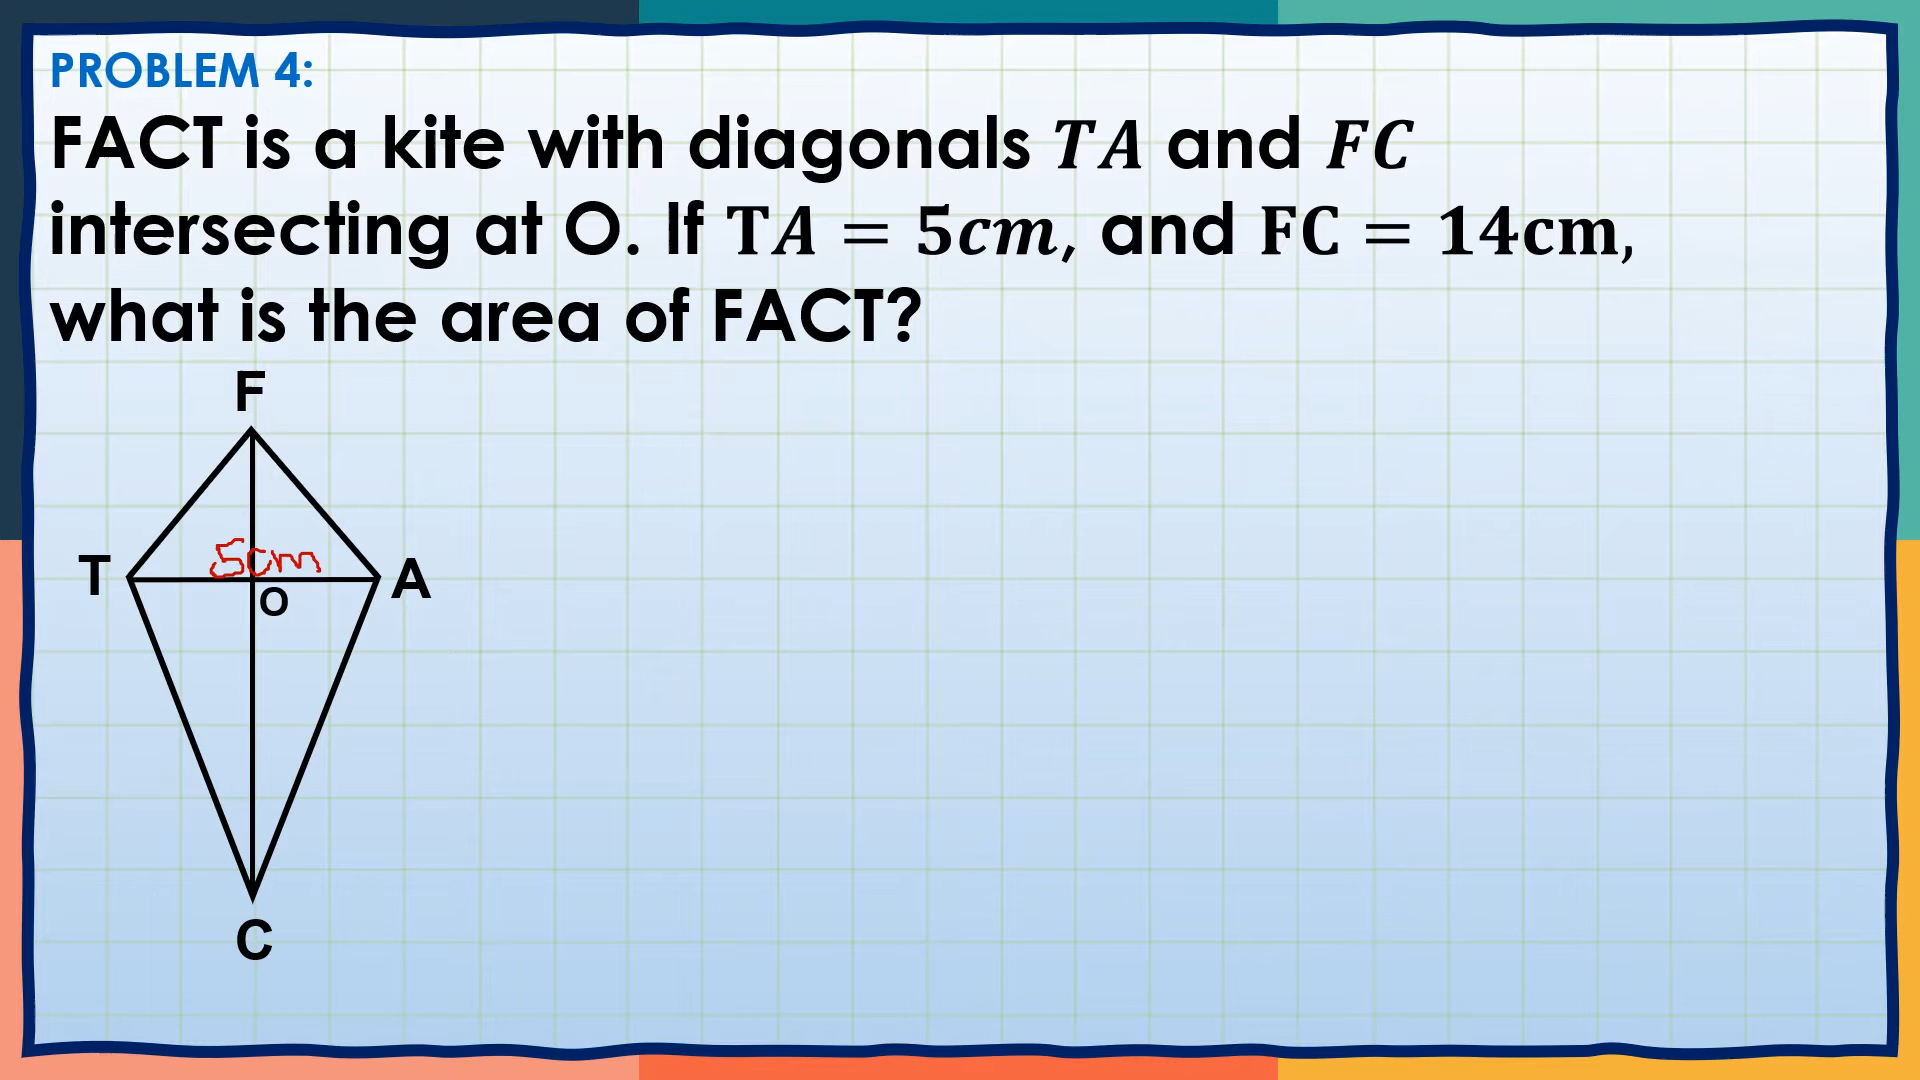 PROBLEM 4:
FACT is a kite with diagonals TA and FC
intersecting at O. If TA = 5cm, and FC = 14cm,
what is the area of FACT?
F
5cm
T
A
O
C